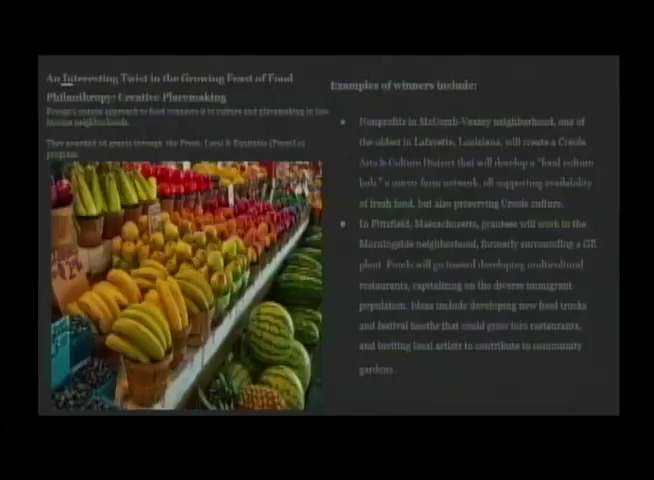 An Interesting Twist in the Growing Feast of Food
Philanthropy: Creative Placemaking
Kresge's unique approach to food connects it to culture and placemaking in low-
income neighborhoods.
They awarded 26 grants through the Fresh, Local & Equitable
program.
Examples of winners include:
● Nonprofits in McComb-Veazey neighborhood, one of
the oldest in Lafayette, Louisiana, will create a Creole
Arts & Culture District that will develop a "food culture
hub," a micro farm network, all supporting availability
of fresh food, but also preserving Creole culture.
● In Pittsfield, Massachusetts, grantees will work in the
Morningside neighborhood, formerly surrounding a GE
plant. Funds will go toward developing multicultural
restaurants, capitalizing on the diverse immigrant
population. Ideas include developing new food trucks
and festival booths that could grow into restaurants,
and inviting local artists to contribute to community
gardens.